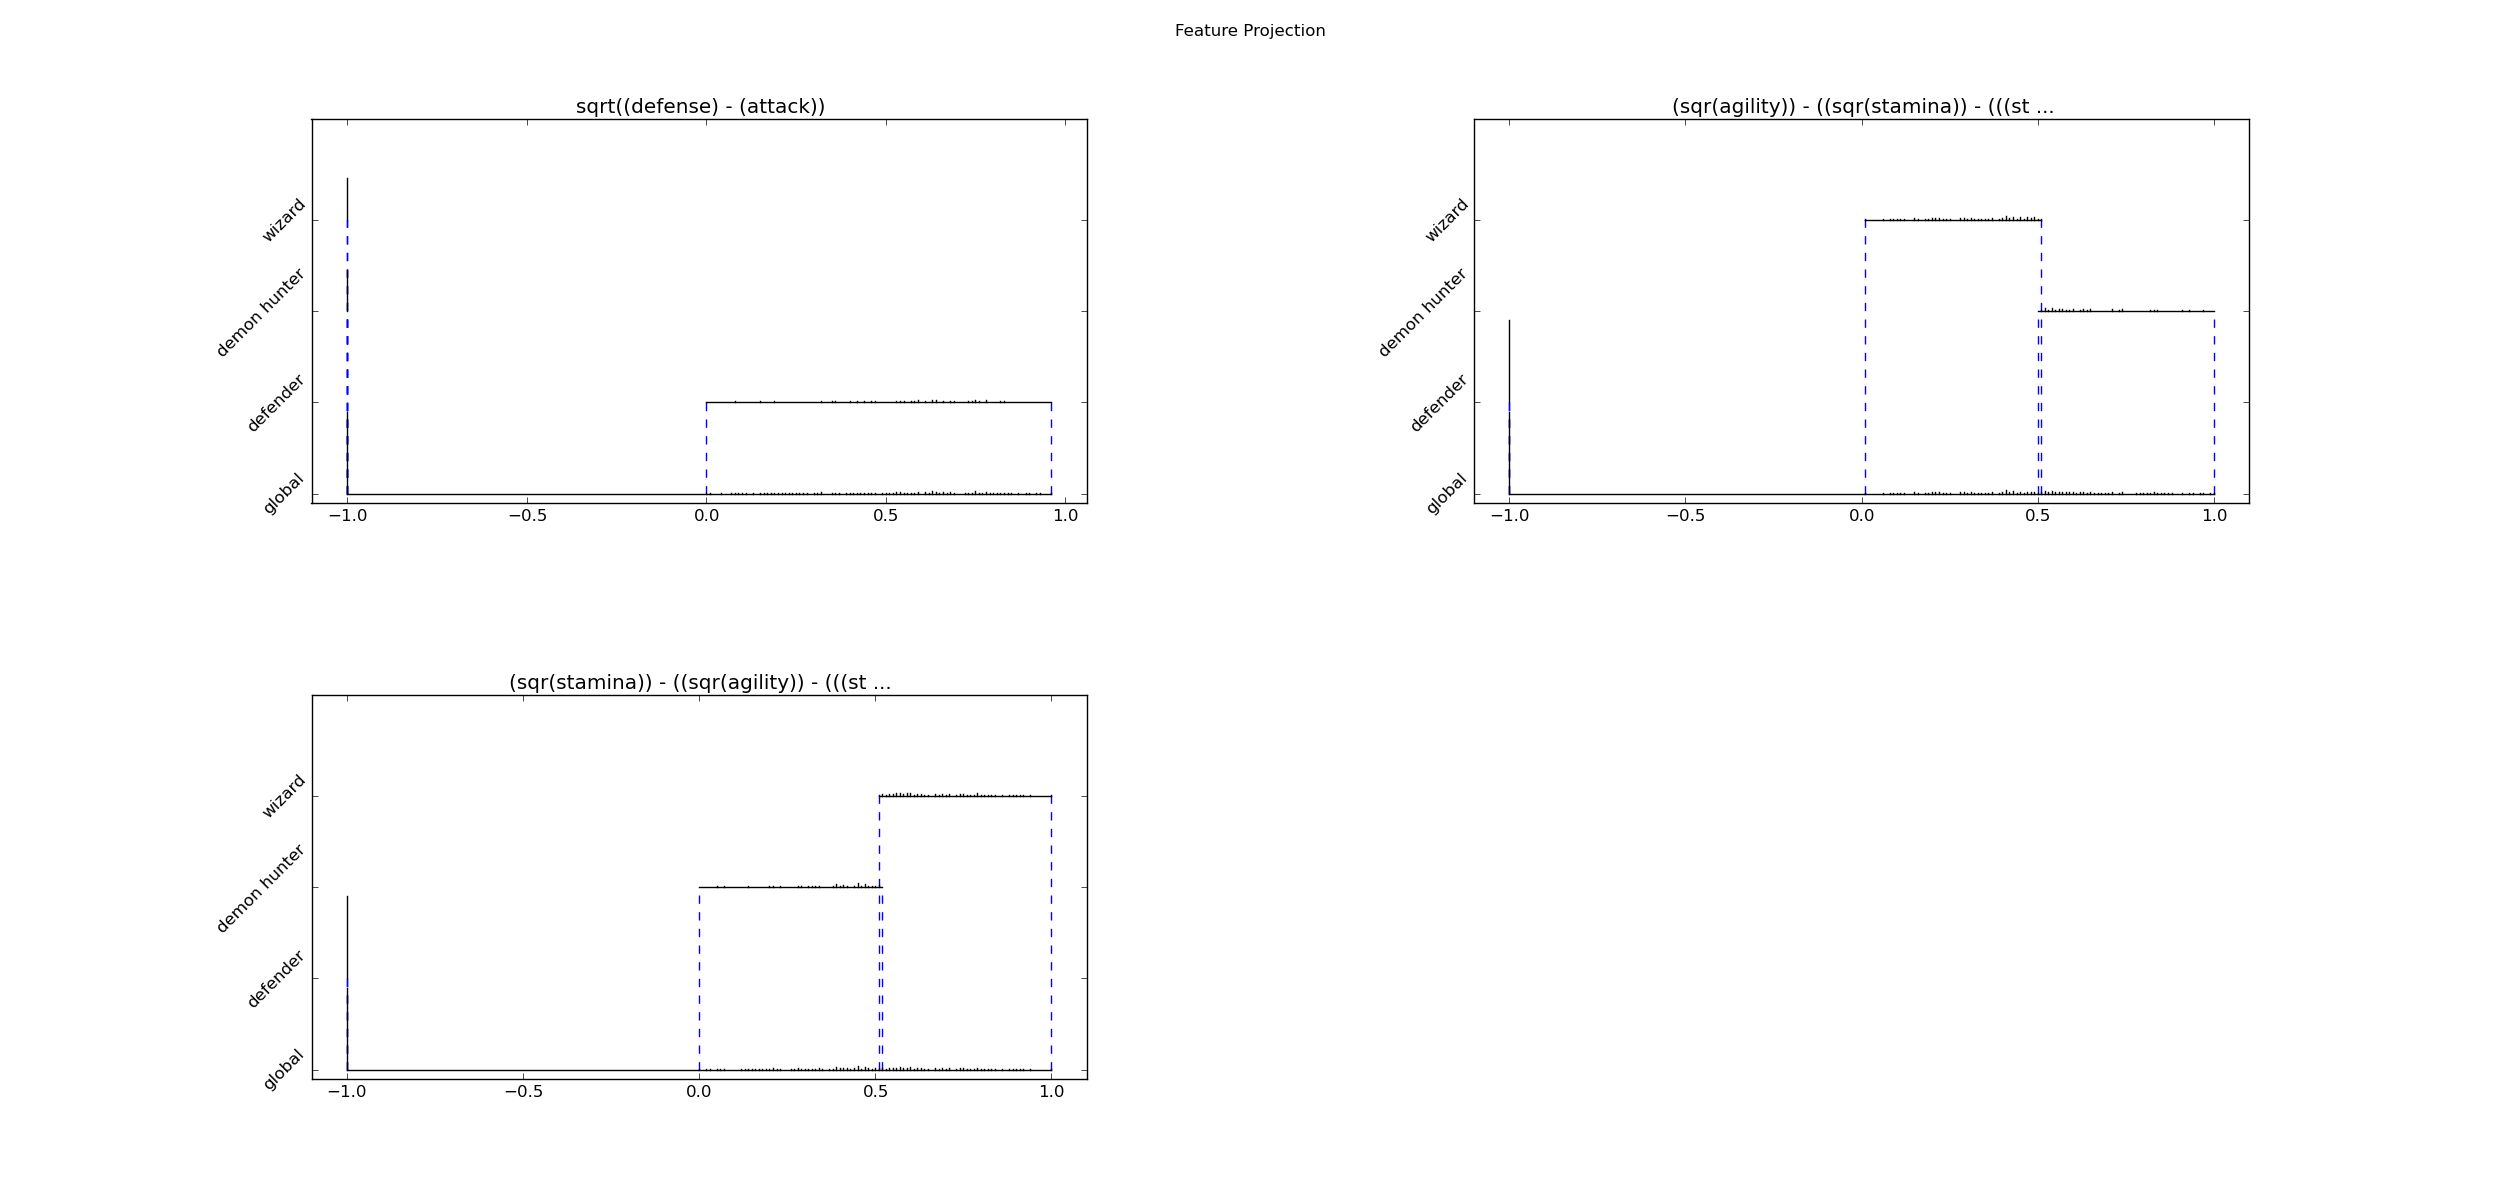 Feature Projection
sqrt((defense) - (attack))
wizard
demon hunter
defender
global
−1.0 −0.5 0.0 0.5 1.0
(sqr(agility)) - ((sqr(stamina)) - (((st ...
wizard
demon hunter
defender
global
−1.0 −0.5 0.0 0.5 1.0
(sqr(stamina)) - ((sqr(agility)) - (((st ...
wizard
demon hunter
defender
global
−1.0 −0.5 0.0 0.5 1.0